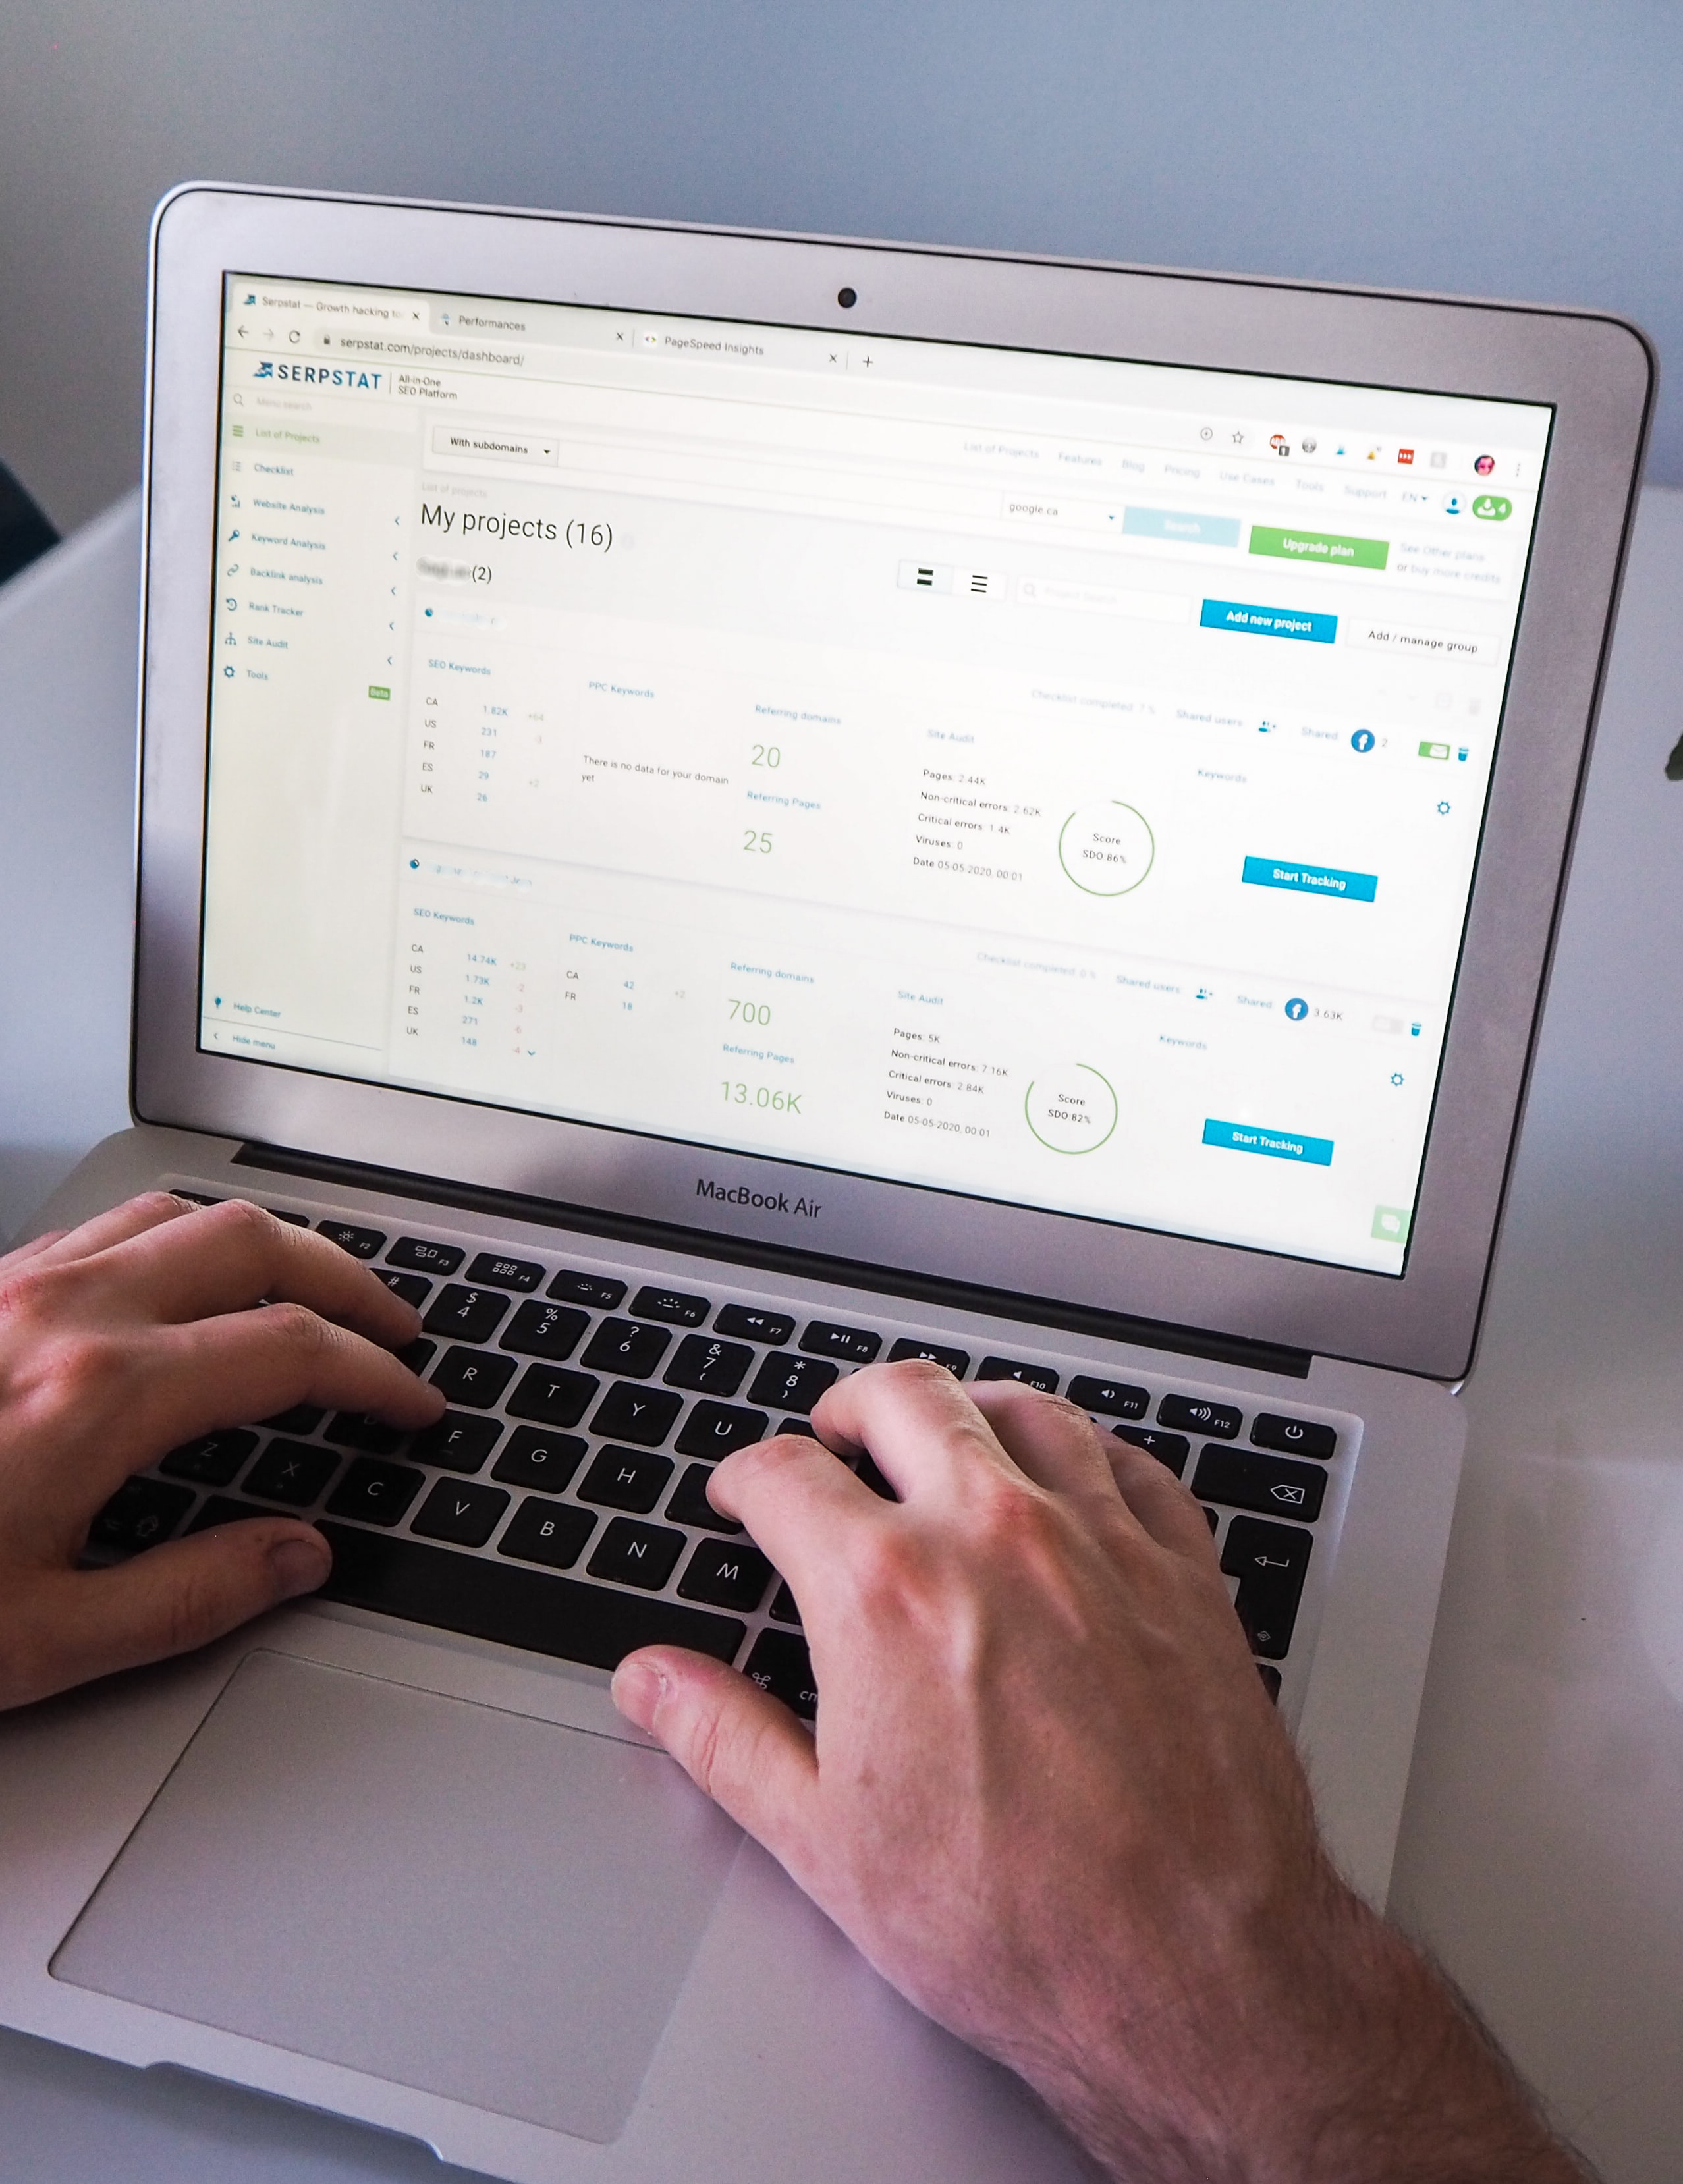 Serpstat — Growth hacking to
Performances
PageSpeed Insights
serpstat.com/projects/dashboard/
SERPSTAT
All-in-One
SEO Platform
List of Projects Features Blog Pricing Use Cases Tools Support EN
4
Menu search
List of Projects
Checklist
Website Analysis
Keyword Analysis
Backlink analysis
Rank Tracker
Site Audit
Tools
Beta
Help Center
Hide menu
With subdomains
google.ca
Search
Upgrade plan
See Other plans
or buy more credits
List of projects
My projects (16)
(2)
Project Search
Add new project
Add / manage group
Checklist completed: 7 %
Shared users
Shared
2
SEO Keywords
CA 1.82K +64
US 231 -3
FR 187
ES 29 +2
UK 26
PPC Keywords
There is no data for your domain
yet
Referring domains
20
Referring Pages
25
Site Audit
Pages: 2.44K
Non-critical errors: 2.62K
Critical errors: 1.4K
Viruses: 0
Date 05-05-2020, 00:01
Score
SDO 86%
Keywords
Start Tracking
Checklist completed: 0 %
Shared users
Shared
3.63K
SEO Keywords
CA 14.74K +23
US 1.73K -2
FR 1.2K -3
ES 271 -6
UK 148 -4
PPC Keywords
CA 42 +2
FR 18
Referring domains
700
Referring Pages
13.06K
Site Audit
Pages: 5K
Non-critical errors: 7.16K
Critical errors: 2.84K
Viruses: 0
Date 05-05-2020, 00:01
Score
SDO 82%
Keywords
Start Tracking
MacBook Air
F2 F3 F4 F5 F6 F7 F8 F9 F10 F11 F12
# $ 4 % 5 ? 6 & 7 ( * 8 ) +
R T Y U
D F G H
Z X C V B N M
⌘ cm